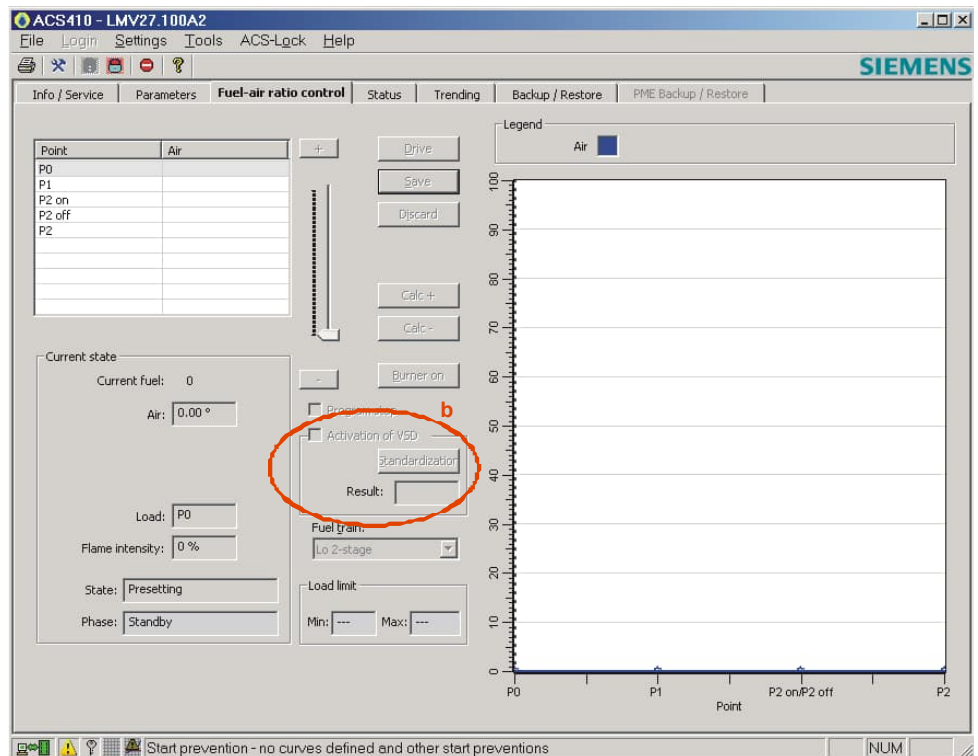 ACS410 - LMV27.100A2
File Login Settings Tools ACS-Lock Help
SIEMENS
Info / Service Parameters Fuel-air ratio control Status Trending Backup / Restore PME Backup / Restore
Point Air
P0
P1
P2 on
P2 off
P2
+
Drive
Save
Discard
Calc +
Calc -
-
Burner on
Legend
Air
100
90
80
70
60
50
40
30
20
10
0
P0 P1 P2 on/P2 off P2
Point
Current state
Current fuel: 0
Air: 0.00 °
Load: P0
Flame intensity: 0 %
State: Presetting
Phase: Standby
Program stop
b
Activation of VSD
Standardization
Result:
Fuel train:
Lo 2-stage
Load limit
Min: --- Max: ---
Start prevention - no curves defined and other start preventions
NUM